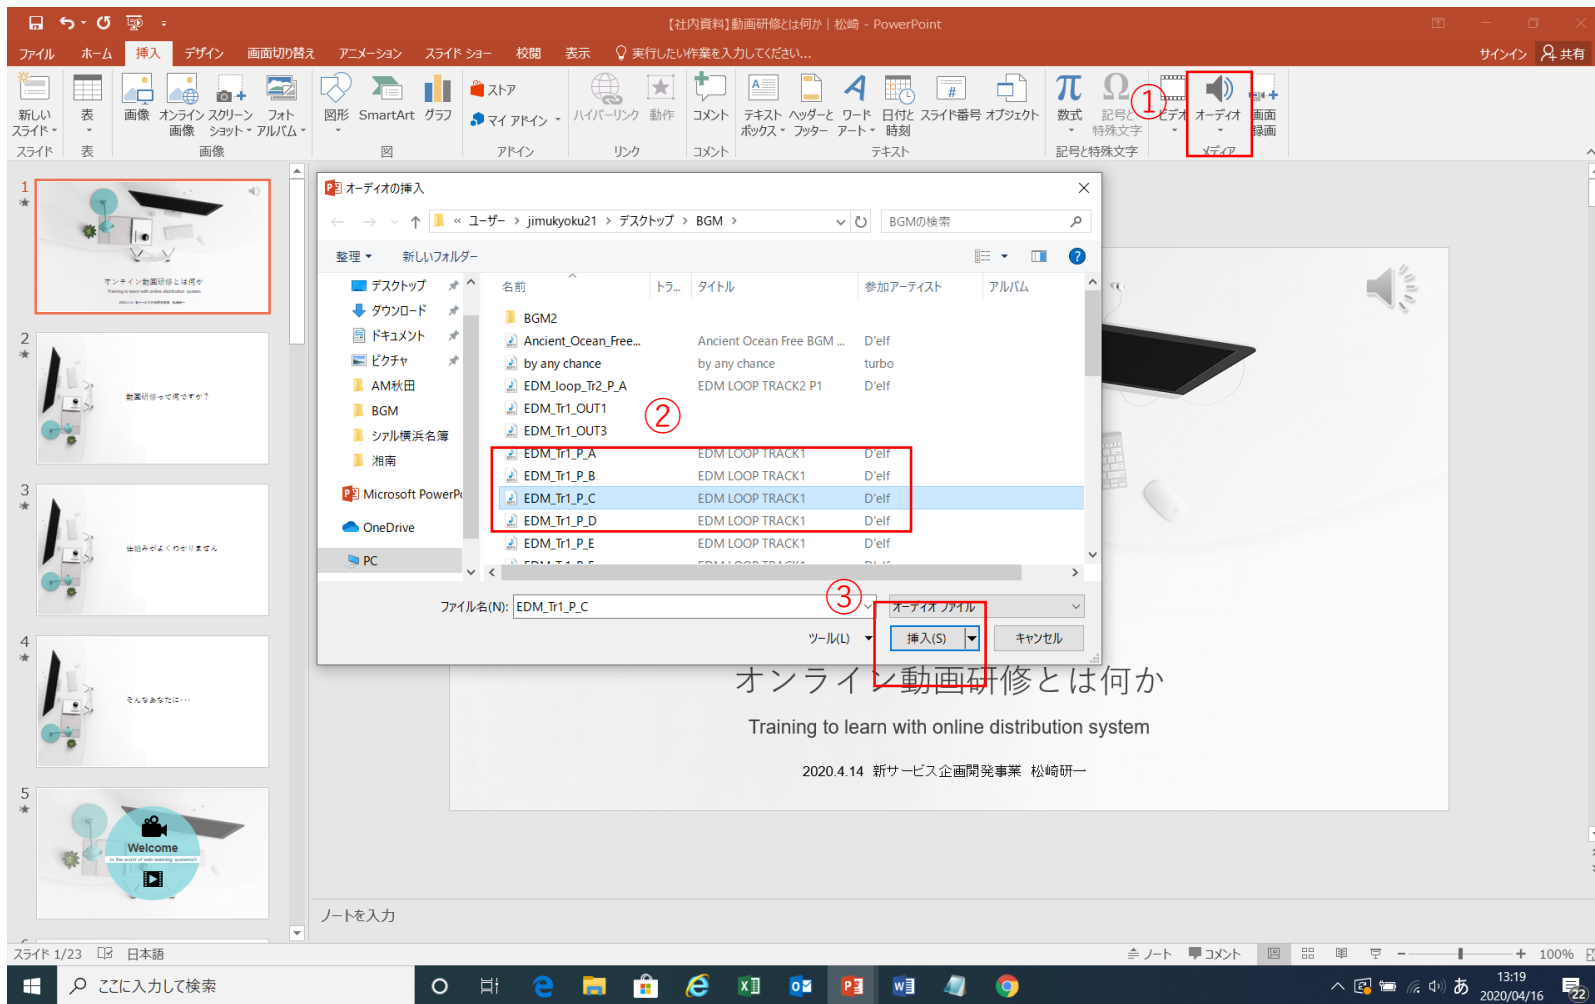 【社内資料】動画研修とは何か｜松崎 - PowerPoint
ファイル ホーム 挿入 デザイン 画面切り替え アニメーション スライド ショー 校閲 表示 実行したい作業を入力してください... サインイン 共有
新しい スライド 表 画像 オンライン 画像 スクリーン ショット フォト アルバム 図形 SmartArt グラフ ストア マイ アドイン ハイパーリンク 動作 コメント テキスト ボックス ヘッダーと フッター ワード アート 日付と 時刻 スライド番号 オブジェクト 数式 記号と 特殊文字 ビデオ オーディオ 画面 録画
①
スライド 表 画像 図 アドイン リンク コメント テキスト 記号と特殊文字 メディア
オーディオの挿入
« ユーザー > jimukyoku21 > デスクトップ > BGM > BGMの検索
整理 新しいフォルダー
デスクトップ
ダウンロード
ドキュメント
ピクチャ
AM秋田
BGM
シァル横浜名簿
湘南
Microsoft PowerPo
OneDrive
PC
名前 トラ... タイトル 参加アーティスト アルバム
BGM2
Ancient_Ocean_Free... Ancient Ocean Free BGM ... D'elf
by any chance by any chance turbo
EDM_loop_Tr2_P_A EDM LOOP TRACK2 P1 D'elf
EDM_Tr1_OUT1
②
EDM_Tr1_OUT3
EDM_Tr1_P_A EDM LOOP TRACK1 D'elf
EDM_Tr1_P_B EDM LOOP TRACK1 D'elf
EDM_Tr1_P_C EDM LOOP TRACK1 D'elf
EDM_Tr1_P_D EDM LOOP TRACK1 D'elf
EDM_Tr1_P_E EDM LOOP TRACK1 D'elf
③
ファイル名(N): EDM_Tr1_P_C オーディオ ファイル
ツール(L) 挿入(S) キャンセル
1
オンライン動画研修とは何か
Training to learn with online distribution system
2
動画研修って何ですか？
3
仕組みがよくわかりません
4
そんなあなたに・・・
5
Welcome
to the world of web learning systems!!
オンライン動画研修とは何か
Training to learn with online distribution system
2020.4.14 新サービス企画開発事業 松崎研一
ノートを入力
スライド 1/23 日本語 ノート コメント 100%
ここに入力して検索 あ 13:19
2020/04/16 22